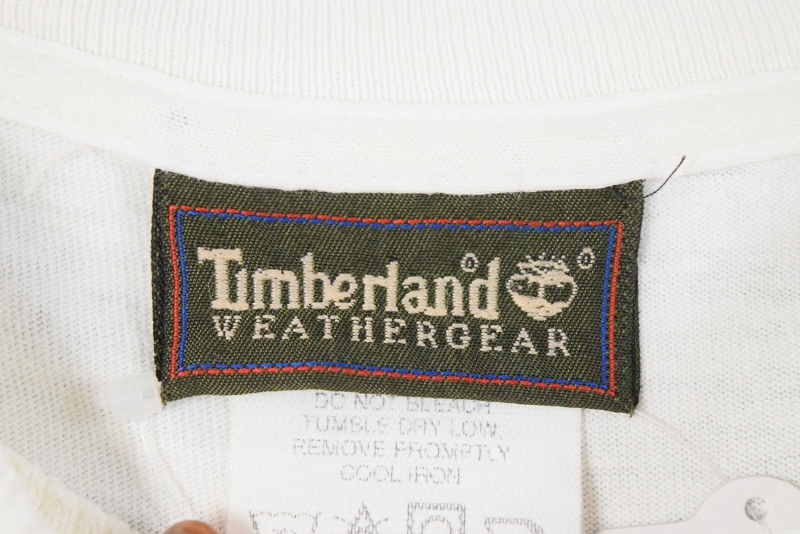 Timberland
WEATHERGEAR
DO NOT BLEACH
TUMBLE DRY LOW,
REMOVE PROMPTLY
COOL IRON